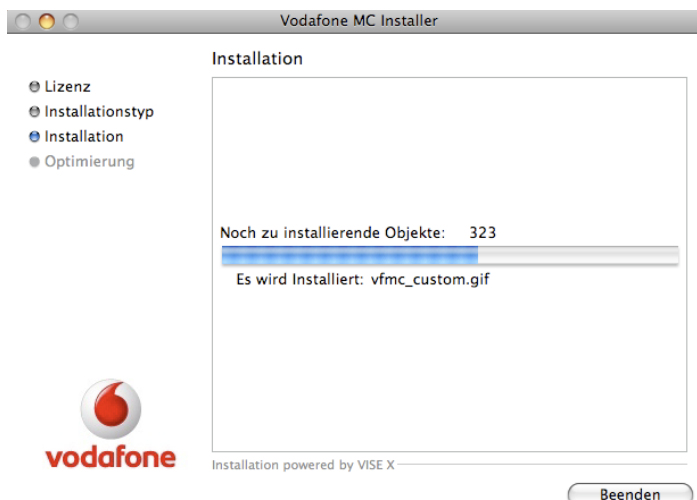 Vodafone MC Installer
Installation
Lizenz
Installationstyp
Installation
Optimierung
Noch zu installierende Objekte: 323
Es wird Installiert: vfmc_custom.gif
vodafone
Installation powered by VISE X
Beenden